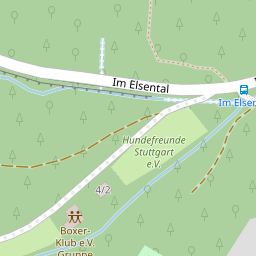 Im Elsental
Im Elsen
Hundefreunde
Stuttgart
e.V.
4/2
Boxer-
Klub e.V.
Gruppe